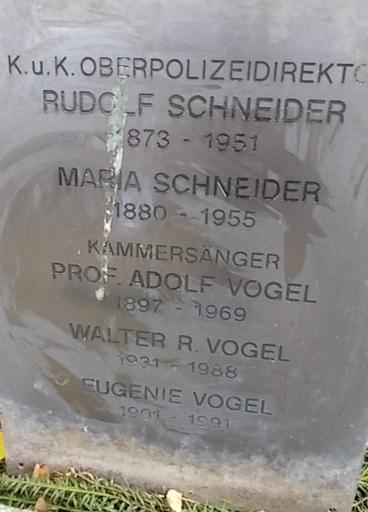 K.u.K. OBERPOLIZEIDIREKTO
RUDOLF SCHNEIDER
1873 - 1951
MARIA SCHNEIDER
1880 - 1955
KAMMERSÄNGER
PROF. ADOLF VOGEL
1897 - 1969
WALTER R. VOGEL
1931 - 1988
EUGENIE VOGEL
1901 - 1991